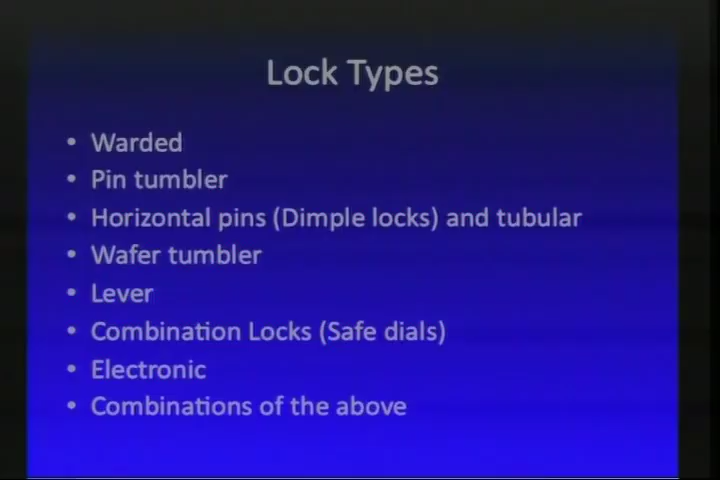 Lock Types
• Warded
• Pin tumbler
• Horizontal pins (Dimple locks) and tubular
• Wafer tumbler
• Lever
• Combination Locks (Safe dials)
• Electronic
• Combinations of the above